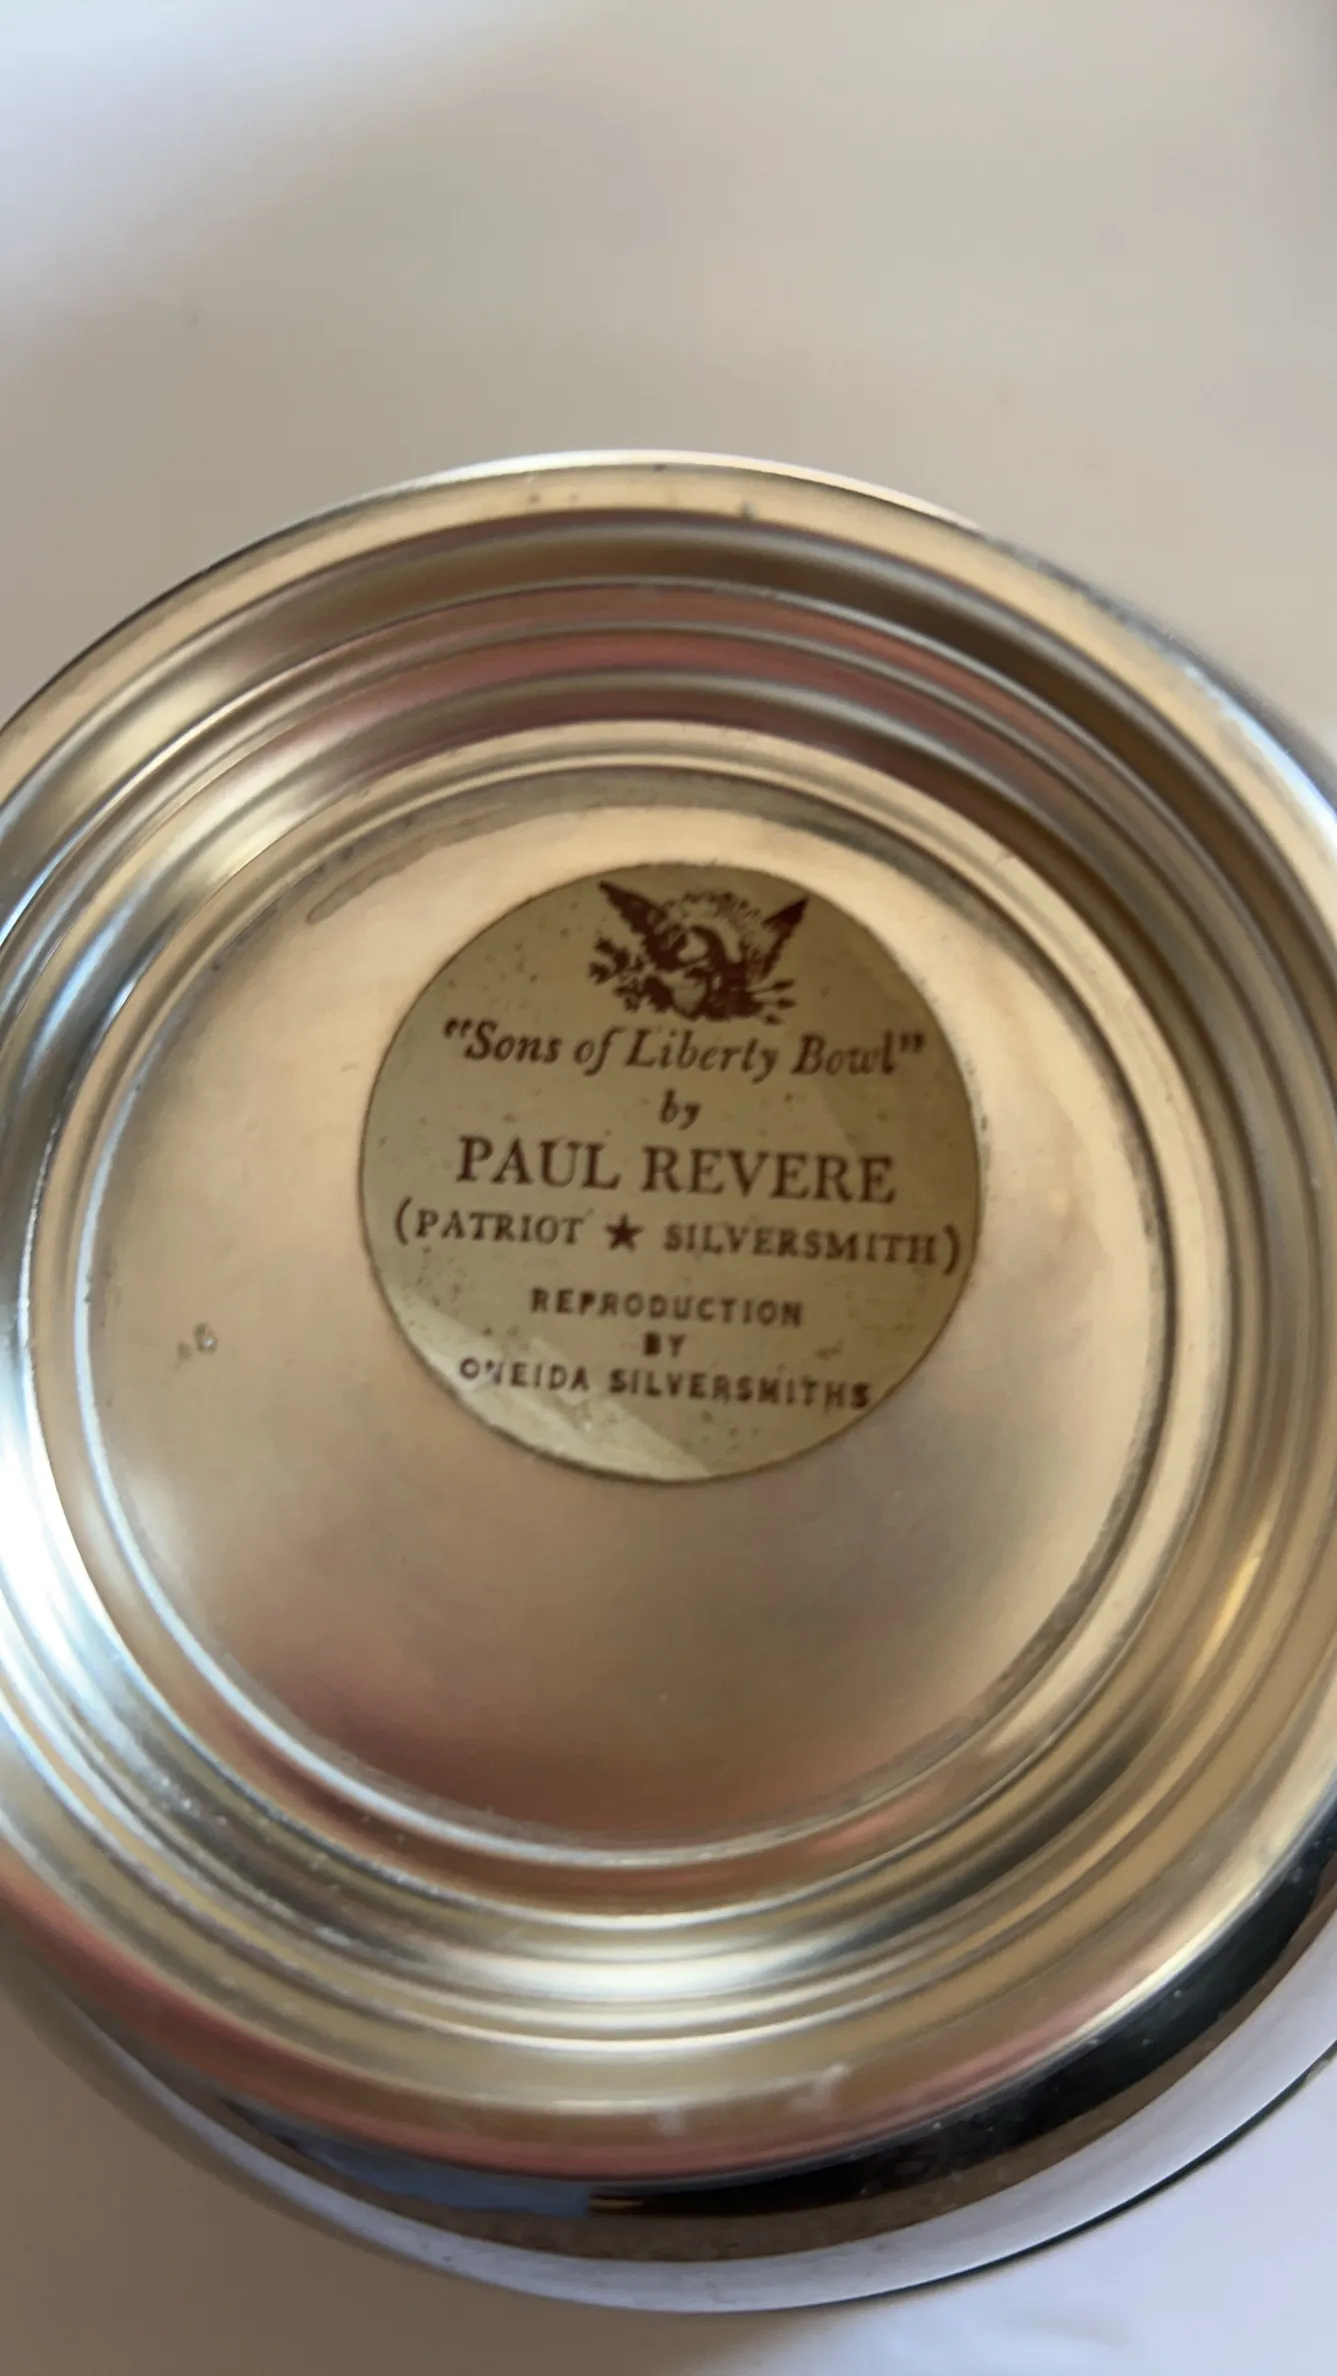 "Sons of Liberty Bowl"
by
PAUL REVERE
(PATRIOT ★ SILVERSMITH)
REPRODUCTION
BY
ONEIDA SILVERSMITHS